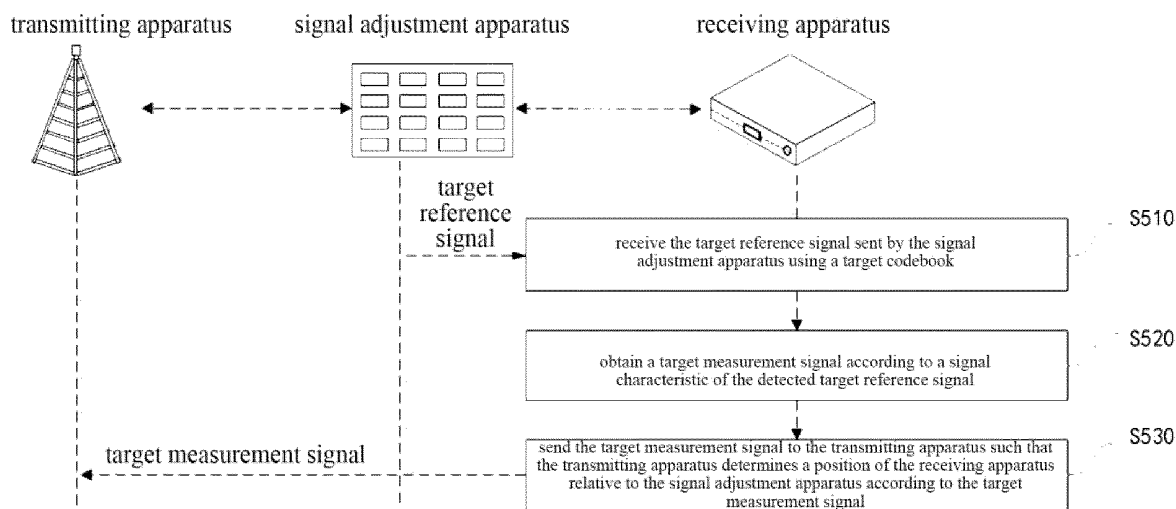 transmitting apparatus
signal adjustment apparatus
receiving apparatus
target
reference
signal
S510
receive the target reference signal sent by the signal
adjustment apparatus using a target codebook
S520
obtain a target measurement signal according to a signal
characteristic of the detected target reference signal
S530
target measurement signal
send the target measurement signal to the transmitting apparatus such that
the transmitting apparatus determines a position of the receiving apparatus
relative to the signal adjustment apparatus according to the target
measurement signal